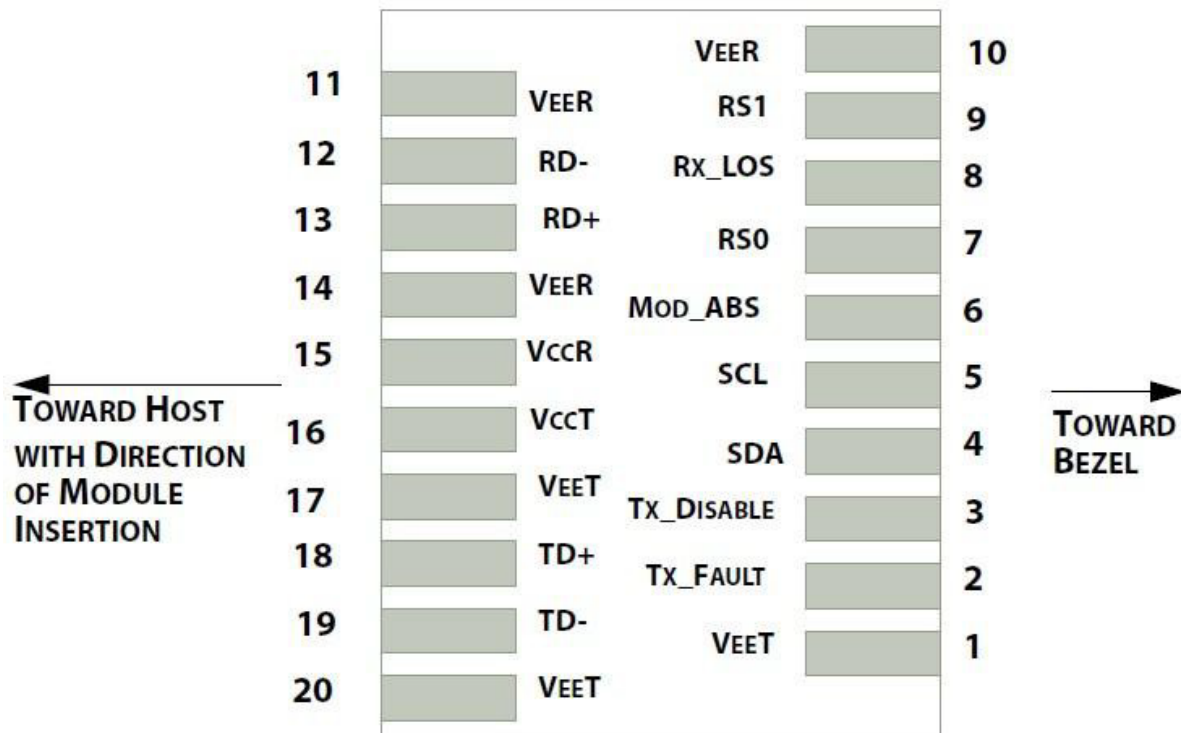 11 VEER
12 RD-
13 RD+
14 VEER
15 VCCR
16 VCCT
17 VEET
18 TD+
19 TD-
20 VEET
VEER 10
RS1 9
RX_LOS 8
RS0 7
MOD_ABS 6
SCL 5
SDA 4
TX_DISABLE 3
TX_FAULT 2
VEET 1
TOWARD HOST
WITH DIRECTION
OF MODULE
INSERTION
TOWARD
BEZEL